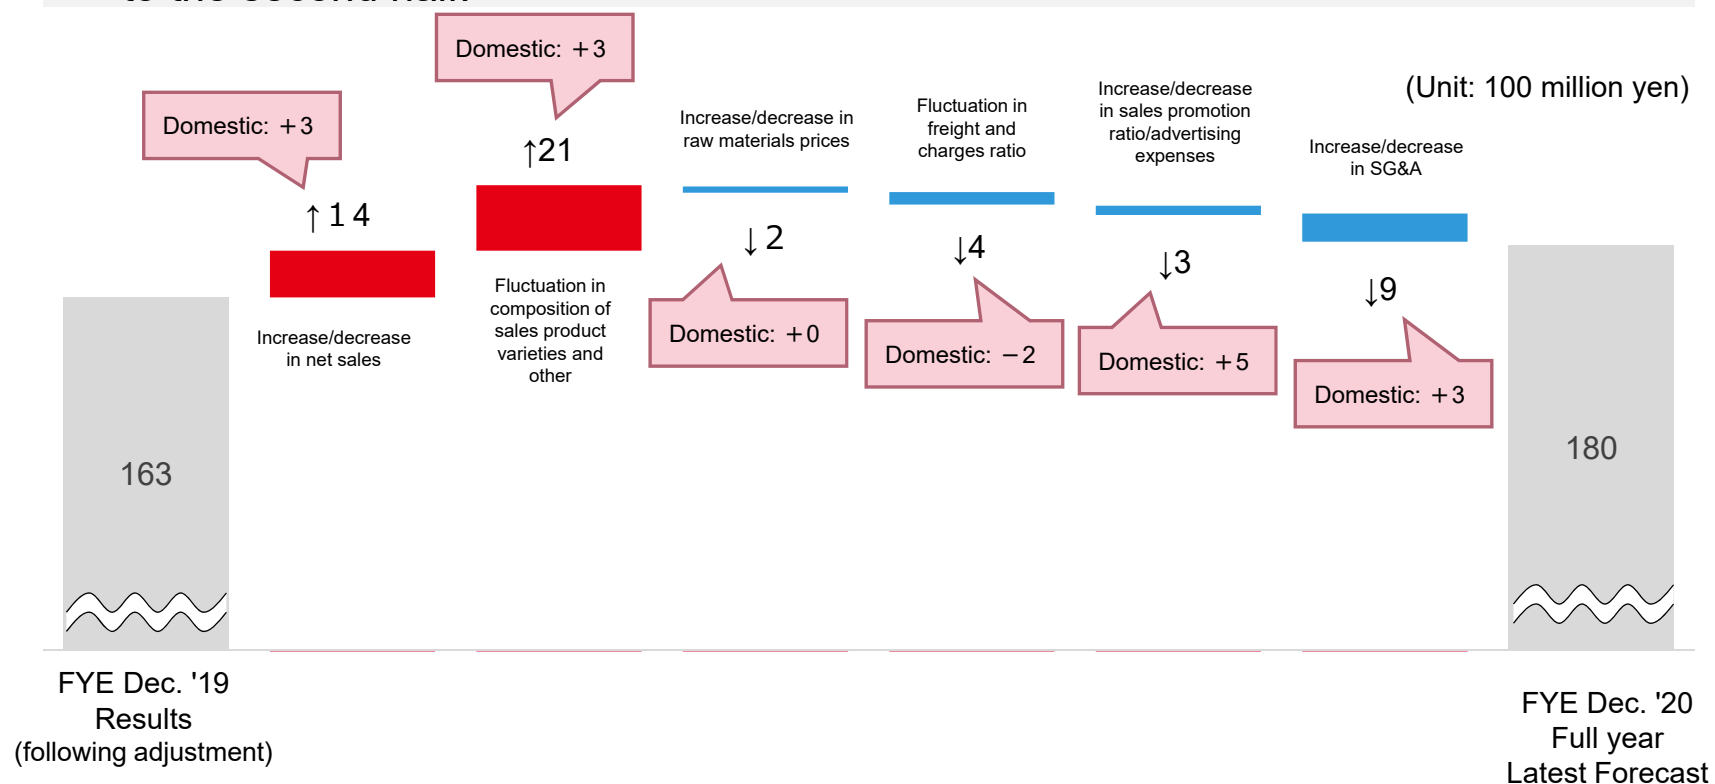 (Unit: 100 million yen)
Domestic: +3
Domestic: +3
↑14
Increase/decrease
in net sales
↑21
Fluctuation in
composition of
sales product
varieties and
other
Increase/decrease in
raw materials prices
↓2
Domestic: +0
Fluctuation in
freight and
charges ratio
↓4
Domestic: −2
Increase/decrease
in sales promotion
ratio/advertising
expenses
↓3
Domestic: +5
Increase/decrease
in SG&A
↓9
Domestic: +3
163
180
FYE Dec. '19
Results
(following adjustment)
FYE Dec. '20
Full year
Latest Forecast